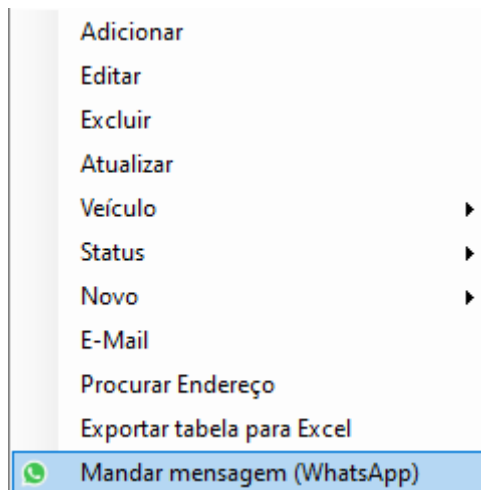 Adicionar
Editar
Excluir
Atualizar
Veículo
Status
Novo
E-Mail
Procurar Endereço
Exportar tabela para Excel
Mandar mensagem (WhatsApp)